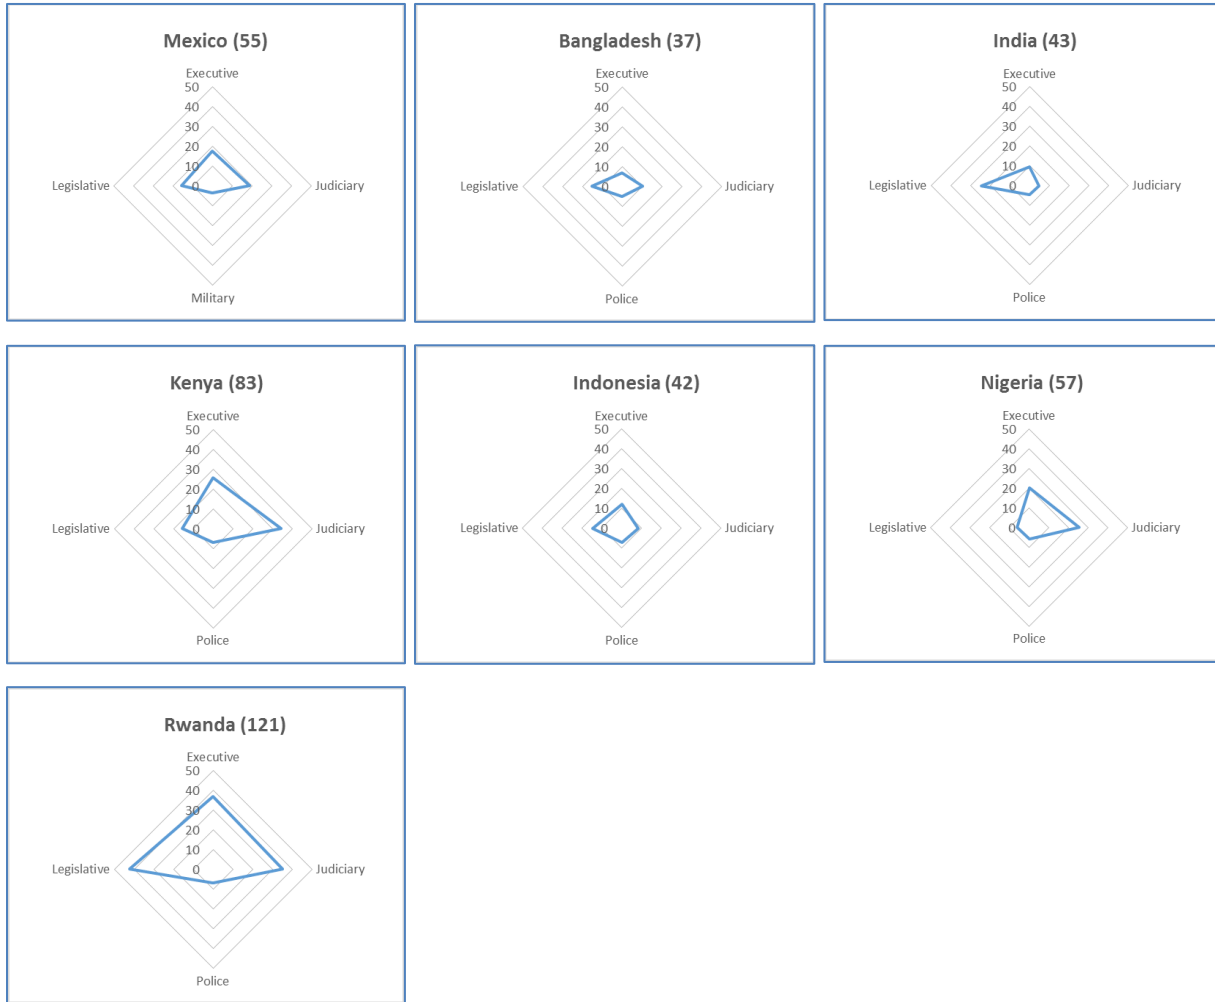 Mexico (55)
Executive
50
40
30
20
10
0
Legislative
Judiciary
Military
Bangladesh (37)
Executive
50
40
30
20
10
0
Legislative
Judiciary
Police
India (43)
Executive
50
40
30
20
10
0
Legislative
Judiciary
Police
Kenya (83)
Executive
50
40
30
20
10
0
Legislative
Judiciary
Police
Indonesia (42)
Executive
50
40
30
20
10
0
Legislative
Judiciary
Police
Nigeria (57)
Executive
50
40
30
20
10
0
Legislative
Judiciary
Police
Rwanda (121)
Executive
50
40
30
20
10
0
Legislative
Judiciary
Police